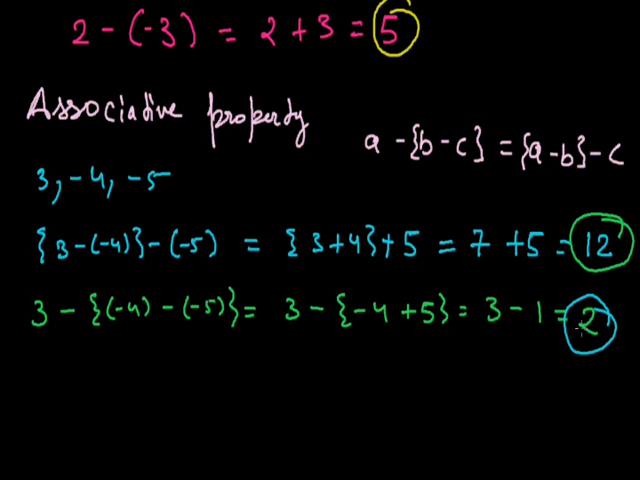 2 - (-3) = 2 + 3 = 5
Associative property
a - {b - c} = {a - b} - c
3, -4, -5
{3 - (-4)} - (-5) = {3 + 4} + 5 = 7 + 5 = 12
3 - {(-4) - (-5)} = 3 - {-4 + 5} = 3 - 1 = 2